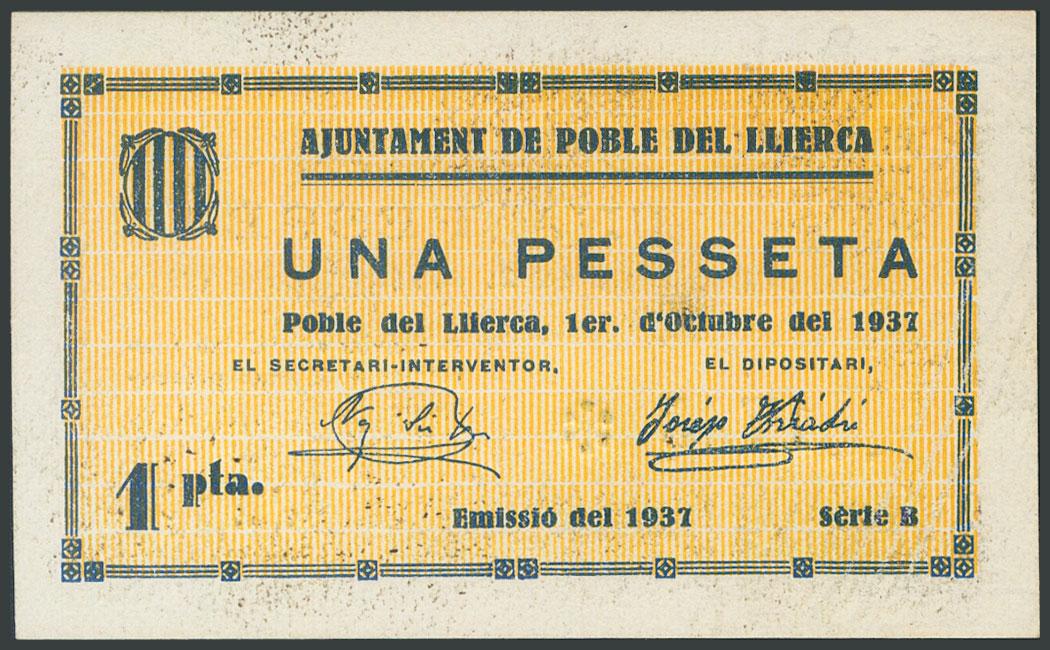 AJUNTAMENT DE POBLE DEL LLIERCA
UNA PESSETA
Poble del Llierca, 1er. d'Octubre del 1937
EL SECRETARI-INTERVENTOR,
EL DIPOSITARI,
Josép
1 pta.
Emissió del 1937
Sèrie B